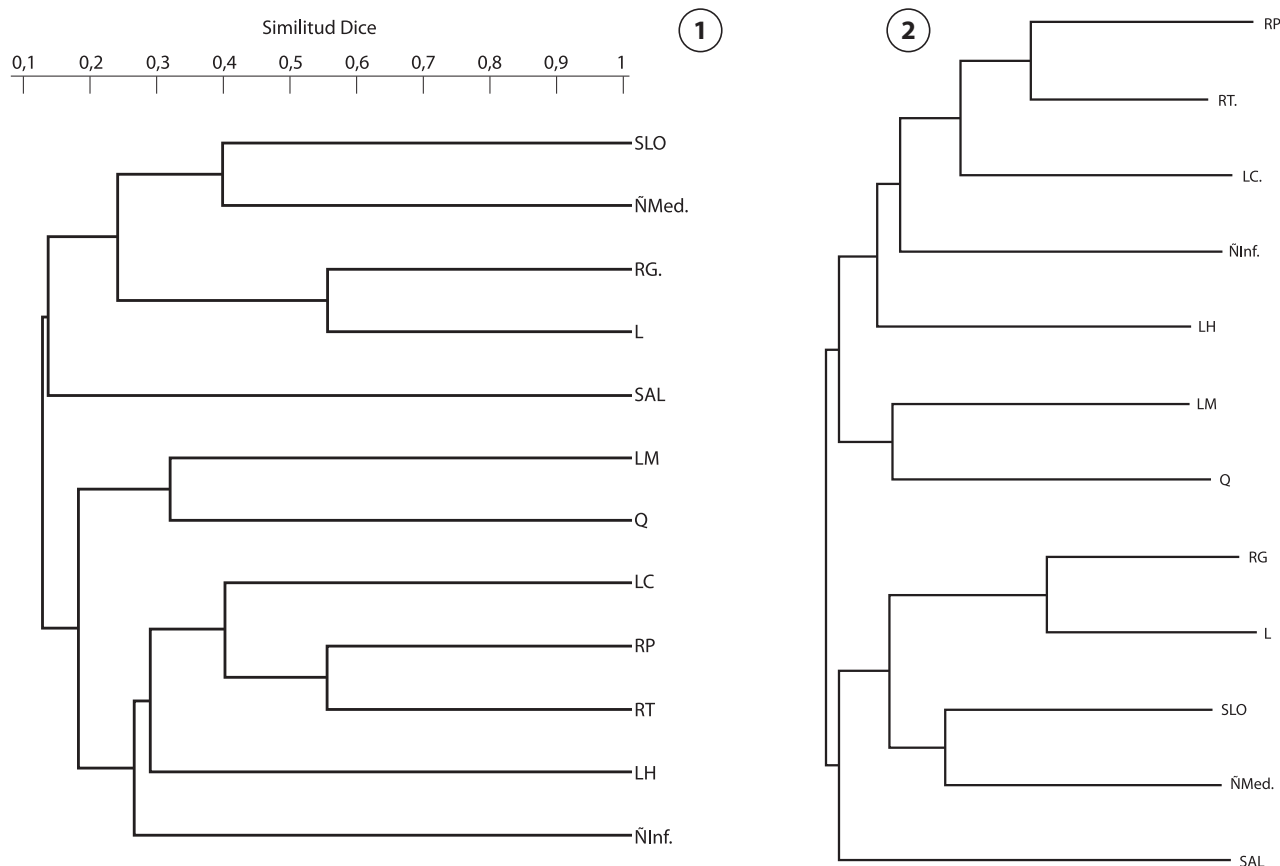 Similitud Dice
0,1 0,2 0,3 0,4 0,5 0,6 0,7 0,8 0,9 1
SLO
ÑMed.
RG.
L
SAL
LM
Q
LC
RP
RT
LH
ÑInf.
1
2
RP
RT.
LC.
ÑInf.
LH
LM
Q
RG
L
SLO
ÑMed.
SAL